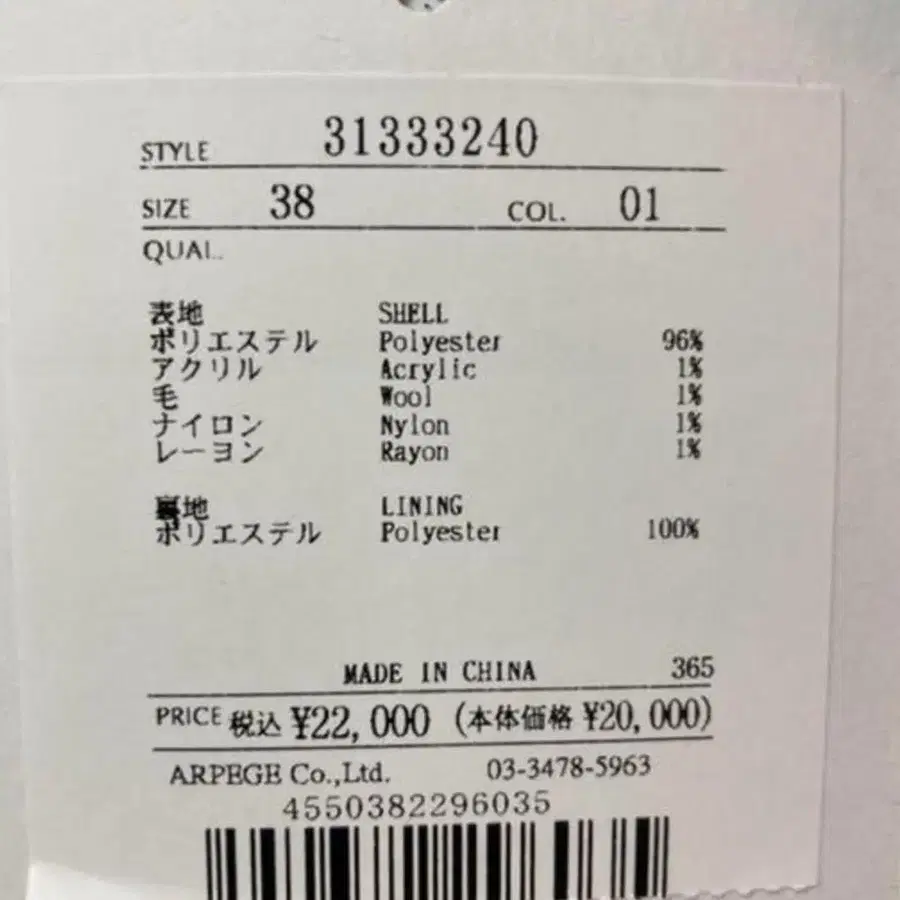 STYLE 31333240
SIZE 38 COL. 01
QUAL.
表地 SHELL
ポリエステル Polyester 96%
アクリル Acrylic 1%
毛 Wool 1%
ナイロン Nylon 1%
レーヨン Rayon 1%
裏地 LINING
ポリエステル Polyester 100%
MADE IN CHINA 365
PRICE 税込 ¥22,000 (本体価格 ¥20,000)
ARPEGE Co.,Ltd. 03-3478-5963
4550382296035